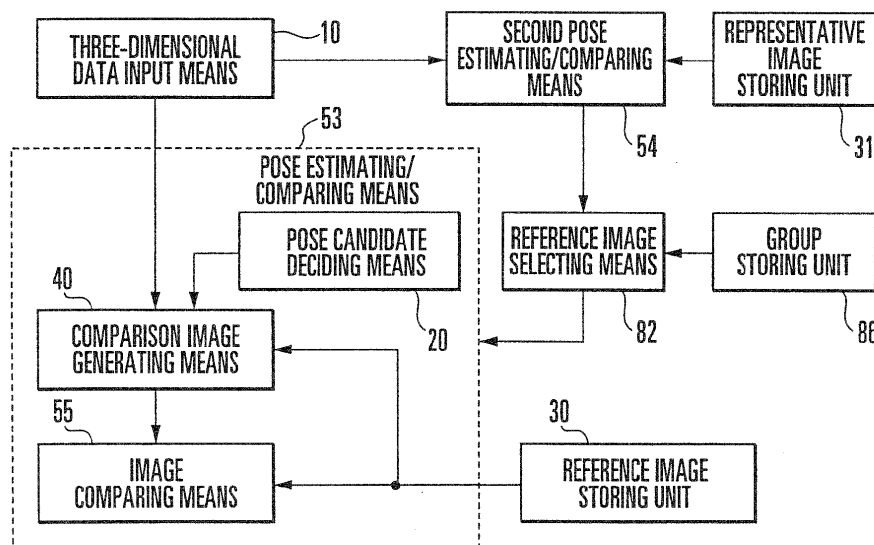 10
THREE-DIMENSIONAL
DATA INPUT MEANS
SECOND POSE
ESTIMATING/COMPARING
MEANS
54
REPRESENTATIVE
IMAGE
STORING UNIT
31
53
POSE ESTIMATING/
COMPARING MEANS
POSE CANDIDATE
DECIDING MEANS
20
REFERENCE IMAGE
SELECTING MEANS
82
GROUP
STORING UNIT
86
40
COMPARISON IMAGE
GENERATING MEANS
55
IMAGE
COMPARING MEANS
30
REFERENCE IMAGE
STORING UNIT